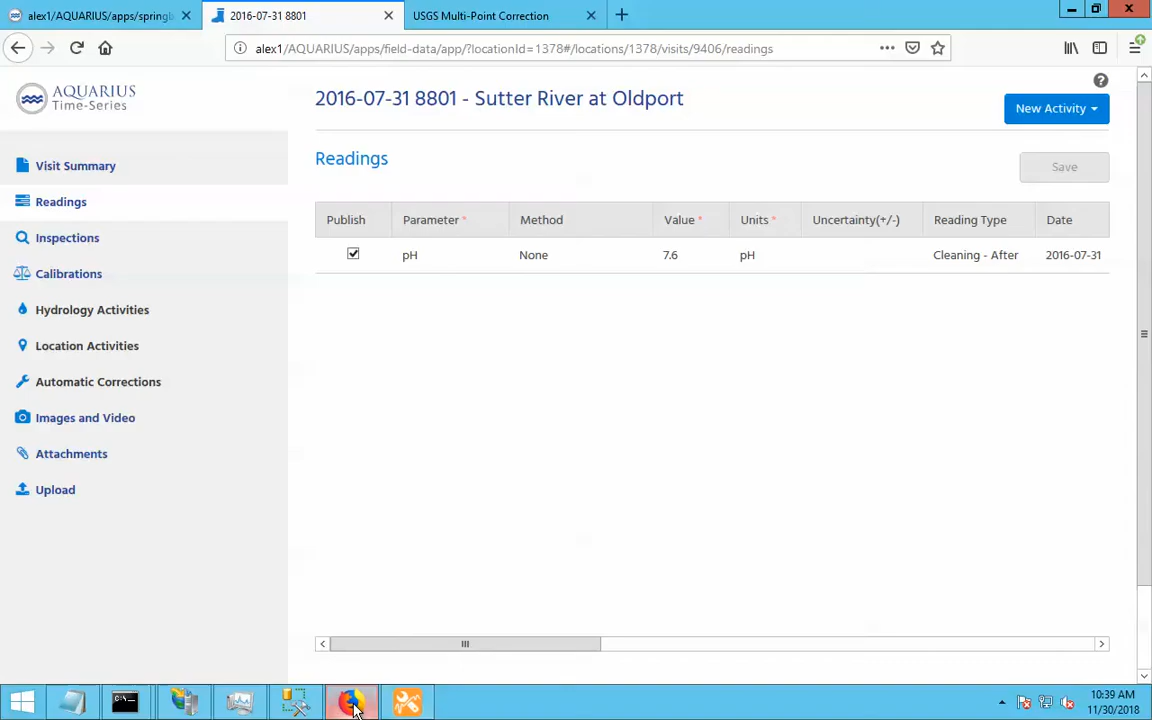 alex1/AQUARIUS/apps/springb
2016-07-31 8801
USGS Multi-Point Correction
alex1/AQUARIUS/apps/field-data/app/?locationId=1378#/locations/1378/visits/9406/readings
AQUARIUS
Time-Series
2016-07-31 8801 - Sutter River at Oldport
New Activity
Visit Summary
Readings
Inspections
Calibrations
Hydrology Activities
Location Activities
Automatic Corrections
Images and Video
Attachments
Upload
Readings
Save
Publish Parameter * Method Value * Units * Uncertainty(+/-) Reading Type Date
pH None 7.6 pH Cleaning - After 2016-07-31
10:39 AM
11/30/2018